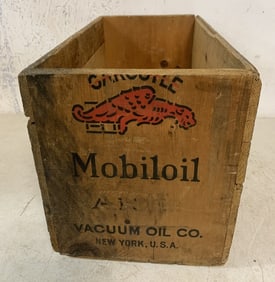 GARGOYLE
Mobiloil
VACUUM OIL CO.
NEW YORK, U.S.A.